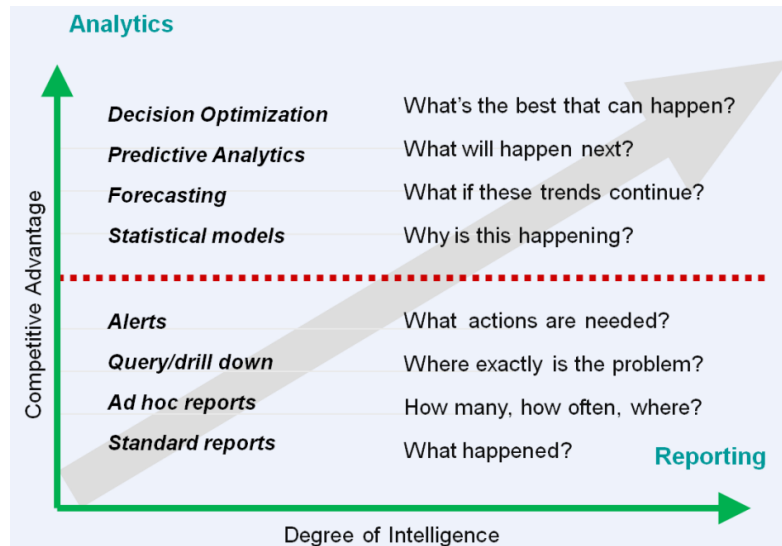 Analytics
Competitive Advantage
Decision Optimization What's the best that can happen?
Predictive Analytics What will happen next?
Forecasting What if these trends continue?
Statistical models Why is this happening?
Alerts What actions are needed?
Query/drill down Where exactly is the problem?
Ad hoc reports How many, how often, where?
Standard reports What happened?
Reporting
Degree of Intelligence